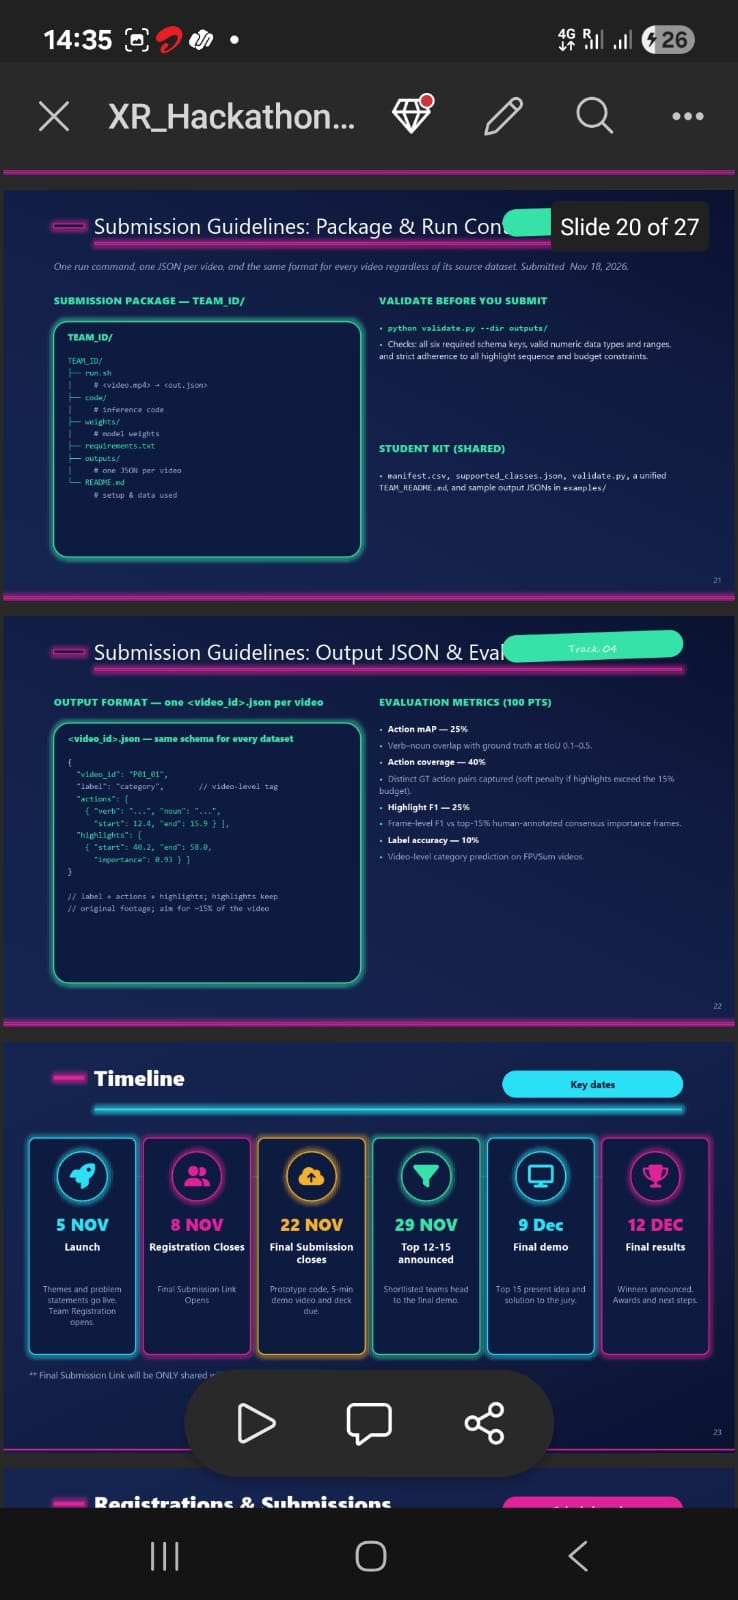 14:35
4G R 26
XR_Hackathon...
Submission Guidelines: Package & Run Con
Slide 20 of 27
One run command, one JSON per video, and the same format for every video regardless of its source dataset. Submitted Nov 18, 2026.
SUBMISSION PACKAGE — TEAM_ID/
TEAM_ID/
TEAM_ID/
├── run.sh
│ # <video.mp4> → <out.json>
├── code/
│ # inference code
├── weights/
│ # model weights
├── requirements.txt
├── outputs/
│ # one JSON per video
└── README.md
# setup & data used
VALIDATE BEFORE YOU SUBMIT
• python validate.py --dir outputs/
• Checks: all six required schema keys, valid numeric data types and ranges,
and strict adherence to all highlight sequence and budget constraints.
STUDENT KIT (SHARED)
• manifest.csv, supported_classes.json, validate.py, a unified
TEAM_README.md, and sample output JSONs in examples/
21
Submission Guidelines: Output JSON & Eval
Track 04
OUTPUT FORMAT — one <video_id>.json per video
<video_id>.json — same schema for every dataset
{
"video_id": "P01_01",
"label": "category", // video-level tag
"actions": [
{ "verb": "...", "noun": "...",
"start": 12.4, "end": 15.9 } ],
"highlights": [
{ "start": 40.2, "end": 58.0,
"importance": 0.93 } ]
}
// label + actions + highlights; highlights keep
// original footage; aim for ~15% of the video
EVALUATION METRICS (100 PTS)
• Action mAP — 25%
• Verb–noun overlap with ground truth at tIoU 0.1–0.5.
• Action coverage — 40%
• Distinct GT action pairs captured (soft penalty if highlights exceed the 15%
budget).
• Highlight F1 — 25%
• Frame-level F1 vs top-15% human-annotated consensus importance frames.
• Label accuracy — 10%
• Video-level category prediction on FPVSum videos.
22
Timeline
Key dates
5 NOV
Launch
Themes and problem
statements go live.
Team Registration
opens.
8 NOV
Registration Closes
Final Submission Link
Opens
22 NOV
Final Submission
closes
Prototype code, 5-min
demo video and deck
due.
29 NOV
Top 12-15
announced
Shortlisted teams head
to the final demo.
9 Dec
Final demo
Top 15 present idea and
solution to the jury.
12 DEC
Final results
Winners announced.
Awards and next steps.
** Final Submission Link will be ONLY shared
23
Registrations & Submissions